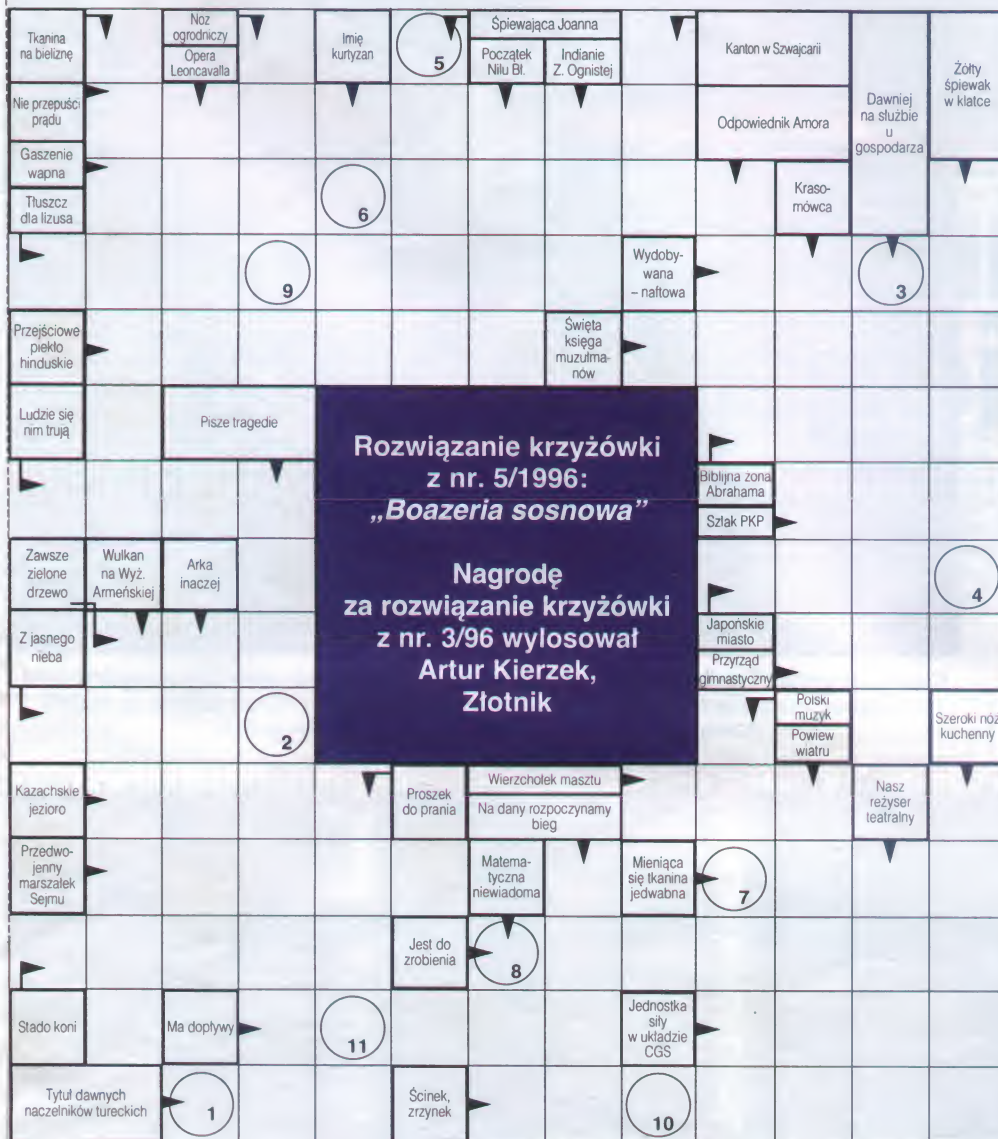 Tkanina
na bieliznę
Noz
ogrodniczy
Opera
Leoncavalla
Imię
kurtyzan
5
Śpiewająca Joanna
Początek
Nilu Bł.
Indianie
Z. Ognistej
Kanton w Szwajcarii
Odpowiednik Amora
Dawniej
na służbie
u
gospodarza
Żółty
śpiewak
w klatce
Nie przepuści
prądu
Gaszenie
wapna
Tłuszcz
dla lizusa
6
Kraso-
mówca
9
Wydoby-
wana
– naftowa
3
Przejściowe
piekło
hinduskie
Święta
księga
muzułma-
nów
Ludzie się
nim trują
Pisze tragedie
Rozwiązanie krzyżówki
z nr. 5/1996:
„Boazeria sosnowa”
Nagrodę
za rozwiązanie krzyżówki
z nr. 3/96 wylosował
Artur Kierzek,
Złotnik
Biblijna żona
Abrahama
Szlak PKP
Zawsze
zielone
drzewo
Wulkan
na Wyż.
Armeńskiej
Arka
inaczej
4
Z jasnego
nieba
Japońskie
miasto
Przyrząd
gimnastyczny
2
Polski
muzyk
Powiew
wiatru
Szeroki nóż
kuchenny
Kazachskie
jezioro
Proszek
do prania
Wierzchołek masztu
Na dany rozpoczynamy
bieg
Nasz
reżyser
teatralny
Przedwo-
jenny
marszałek
Sejmu
Matema-
tyczna
niewiadoma
Mieniąca
się tkanina
jedwabna
7
Jest do
zrobienia
8
Stado koni
Ma dopływy
11
Jednostka
siły
w układzie
CGS
Tytuł dawnych
naczelników tureckich
1
Ścinek,
zrzynek
10